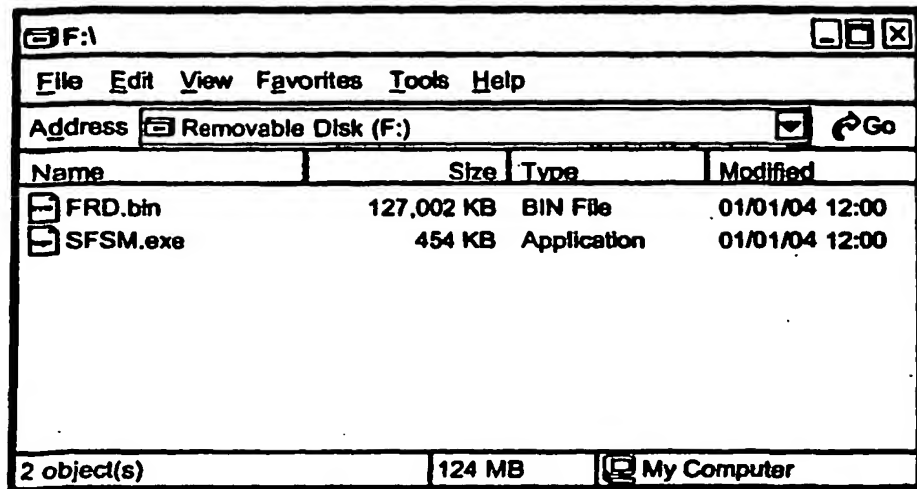 F:\
File Edit View Favorites Tools Help
Address Removable Disk (F:) Go
Name Size Type Modified
FRD.bin 127,002 KB BIN File 01/01/04 12:00
SFSM.exe 454 KB Application 01/01/04 12:00
2 object(s) 124 MB My Computer